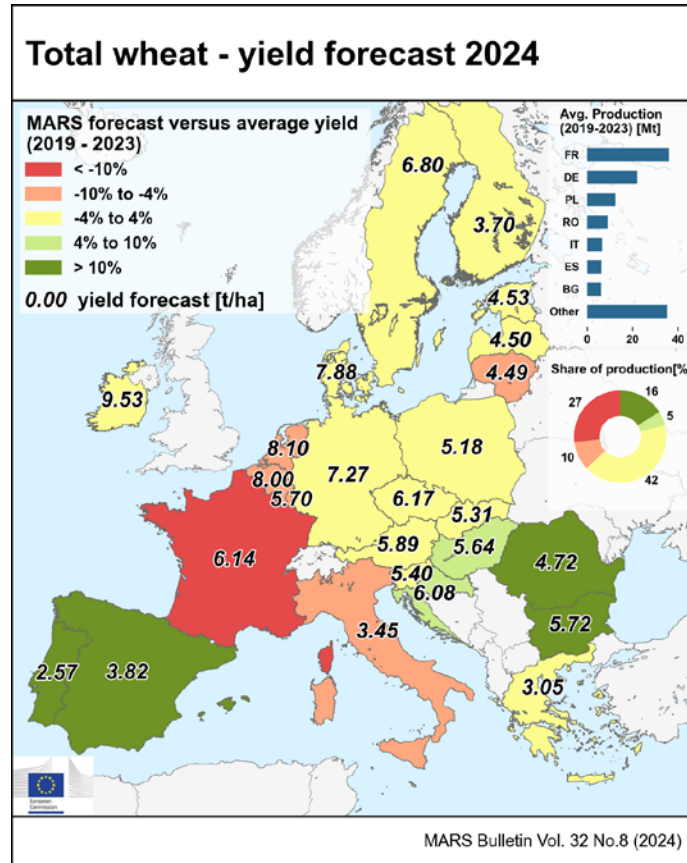 Total wheat - yield forecast 2024
MARS forecast versus average yield
(2019 - 2023)
< -10%
-10% to -4%
-4% to 4%
4% to 10%
> 10%
0.00 yield forecast [t/ha]
Avg. Production
(2019-2023) [Mt]
FR
DE
PL
RO
IT
ES
BG
Other
0 20 40
Share of production[%]
27
16
5
10
42
6.80
3.70
4.53
4.50
4.49
7.88
9.53
8.10
8.00
5.70
7.27
5.18
6.17
5.31
5.89
5.64
5.40
6.08
6.14
4.72
5.72
3.45
2.57
3.82
3.05
European
Commission
MARS Bulletin Vol. 32 No.8 (2024)